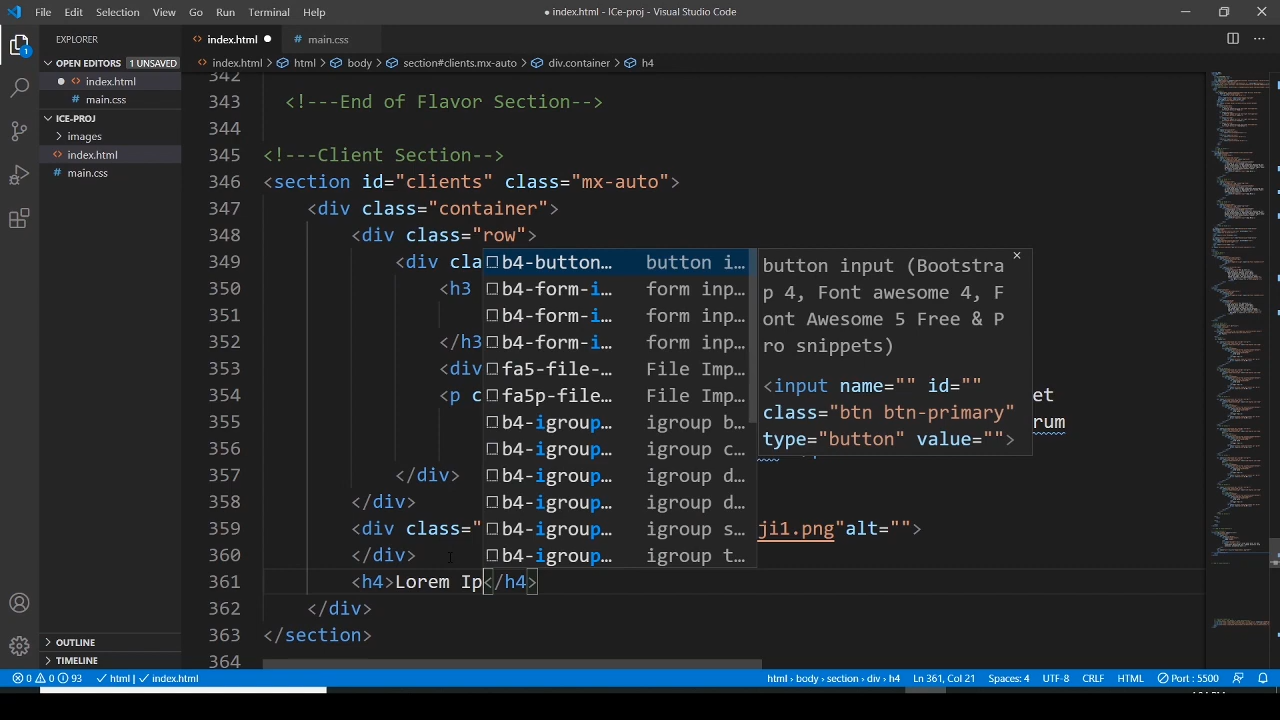 File Edit Selection View Go Run Terminal Help
● index.html - ICe-proj - Visual Studio Code
EXPLORER
OPEN EDITORS 1 UNSAVED
index.html
main.css
ICE-PROJ
images
index.html
main.css
OUTLINE
TIMELINE
1
index.html main.css
index.html > html > body > section#clients.mx-auto > div.container > h4
342
343 <!---End of Flavor Section-->
344
345 <!---Client Section-->
346 <section id="clients" class="mx-auto">
347 <div class="container">
348 <div class="row">
349 <div cla
350 <h3
351
352 </h3
353 <div
354 <p c et
355 rum
356
357 </div>
358 </div>
359 <div class=" ji1.png"alt="">
360 </div>
361 <h4>Lorem Ip</h4>
362 </div>
363 </section>
364
b4-button… button i…
b4-form-i… form inp…
b4-form-i… form inp…
b4-form-i… form inp…
fa5-file-… File Imp…
fa5p-file… File Imp…
b4-igroup… igroup b…
b4-igroup… igroup c…
b4-igroup… igroup d…
b4-igroup… igroup d…
b4-igroup… igroup s…
b4-igroup… igroup t…
button input (Bootstra
p 4, Font awesome 4, F
ont Awesome 5 Free & P
ro snippets)
<input name="" id=""
class="btn btn-primary"
type="button" value="">
0 0 93 html | index.html
html › body › section › div › h4 Ln 361, Col 21 Spaces: 4 UTF-8 CRLF HTML Port : 5500